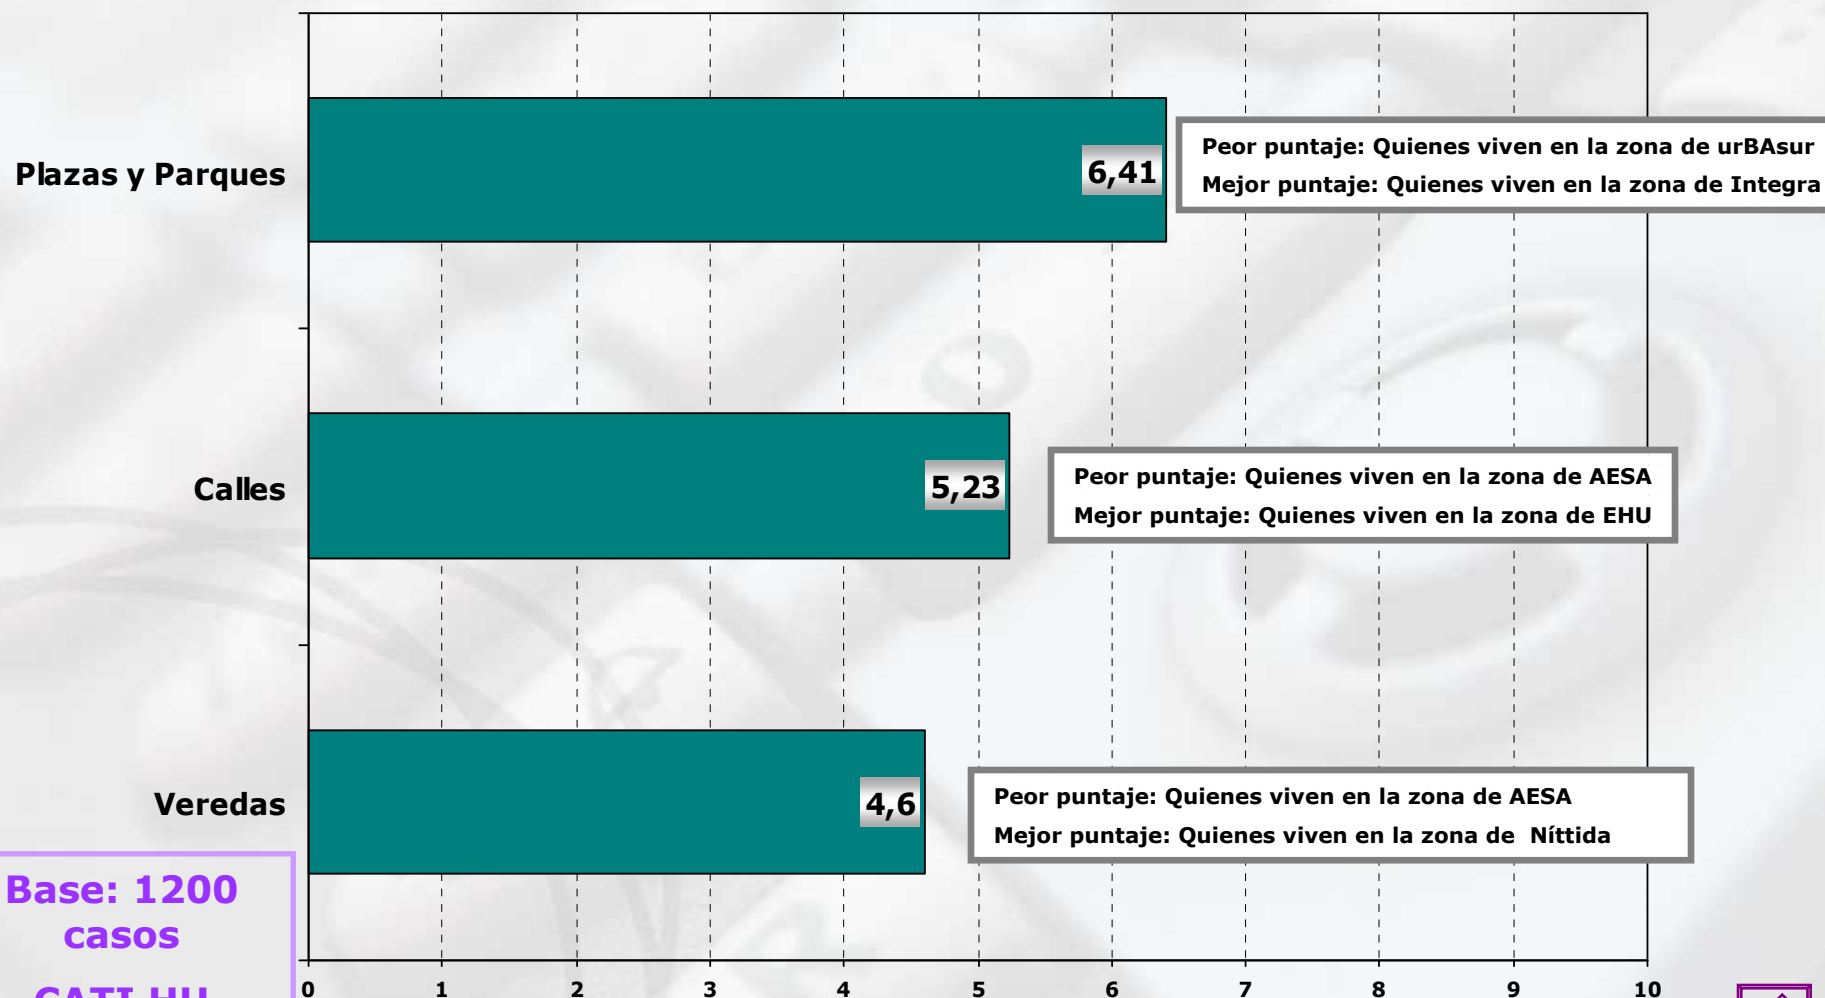 Plazas y Parques
6,41
Peor puntaje: Quienes viven en la zona de urBAsur
Mejor puntaje: Quienes viven en la zona de Integra
Calles
5,23
Peor puntaje: Quienes viven en la zona de AESA
Mejor puntaje: Quienes viven en la zona de EHU
Veredas
4,6
Peor puntaje: Quienes viven en la zona de AESA
Mejor puntaje: Quienes viven en la zona de Níttida
Base: 1200
casos
CATI HU
0 1 2 3 4 5 6 7 8 9 10